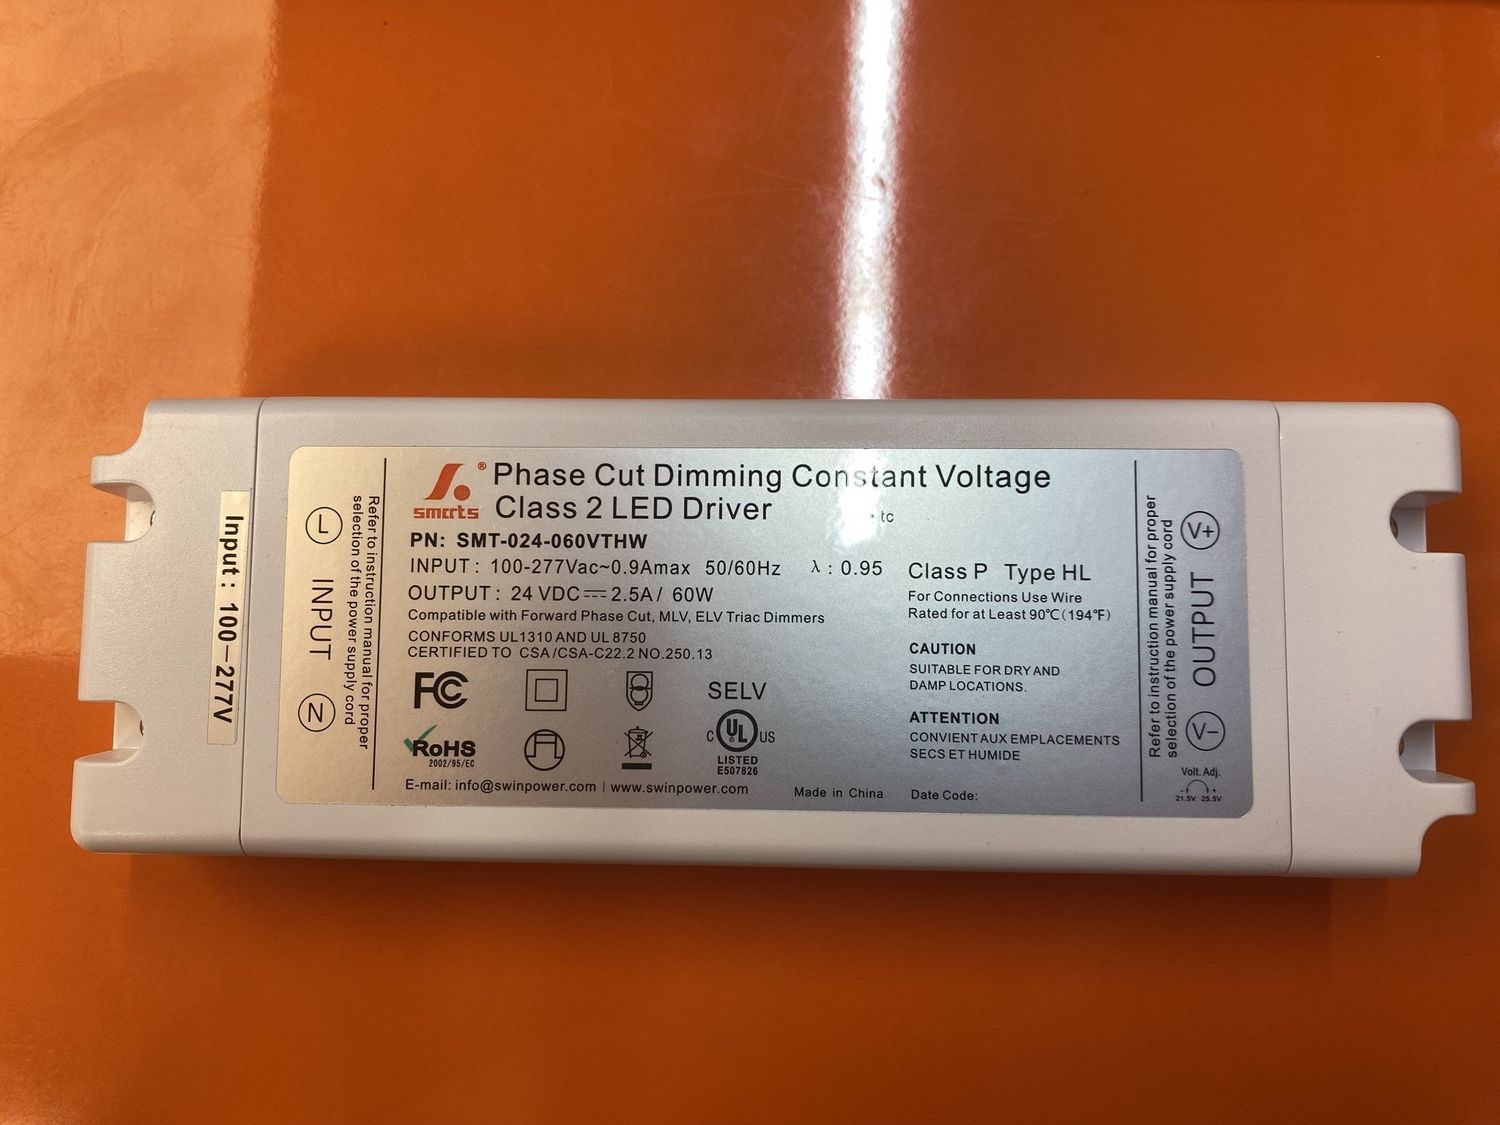 Input: 100-277V
L
INPUT
N
Refer to instruction manual for proper
selection of the power supply cord
smarts ®
Phase Cut Dimming Constant Voltage
Class 2 LED Driver
• tc
PN: SMT-024-060VTHW
INPUT: 100-277Vac~0.9Amax 50/60Hz λ: 0.95
OUTPUT: 24 VDC⎓2.5A/ 60W
Compatible with Forward Phase Cut, MLV, ELV Triac Dimmers
CONFORMS UL1310 AND UL 8750
CERTIFIED TO CSA/CSA-C22.2 NO.250.13
Class P Type HL
For Connections Use Wire
Rated for at Least 90℃(194℉)
CAUTION
SUITABLE FOR DRY AND
DAMP LOCATIONS.
ATTENTION
CONVIENT AUX EMPLACEMENTS
SECS ET HUMIDE
FC
SELV
RoHS
2002/95/EC
C UL US
LISTED
E507826
E-mail: info@swinpower.com | www.swinpower.com
Made in China
Date Code:
Refer to instruction manual for proper
selection of the power supply cord
V+
OUTPUT
V-
Volt. Adj.
- +
21.5V 25.5V